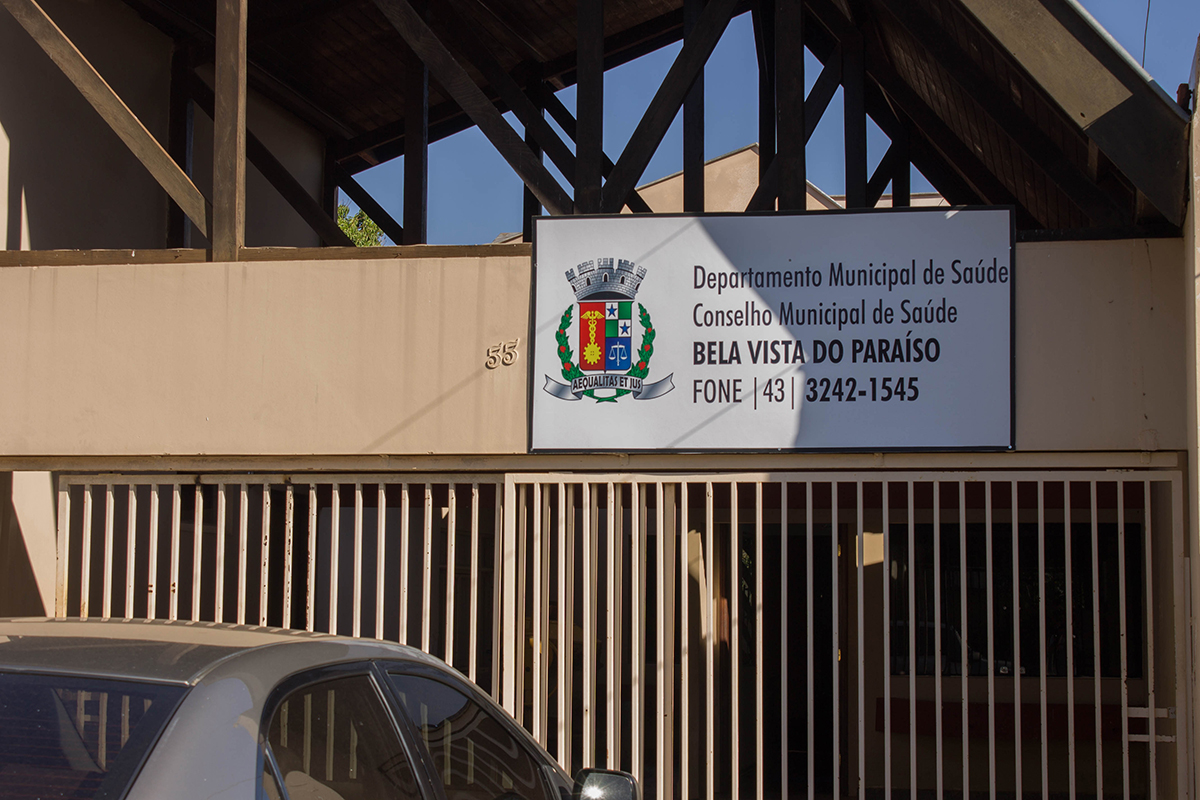 55
Departamento Municipal de Saúde
Conselho Municipal de Saúde
BELA VISTA DO PARAÍSO
FONE |43| 3242-1545
AEQUALITAS ET JUS